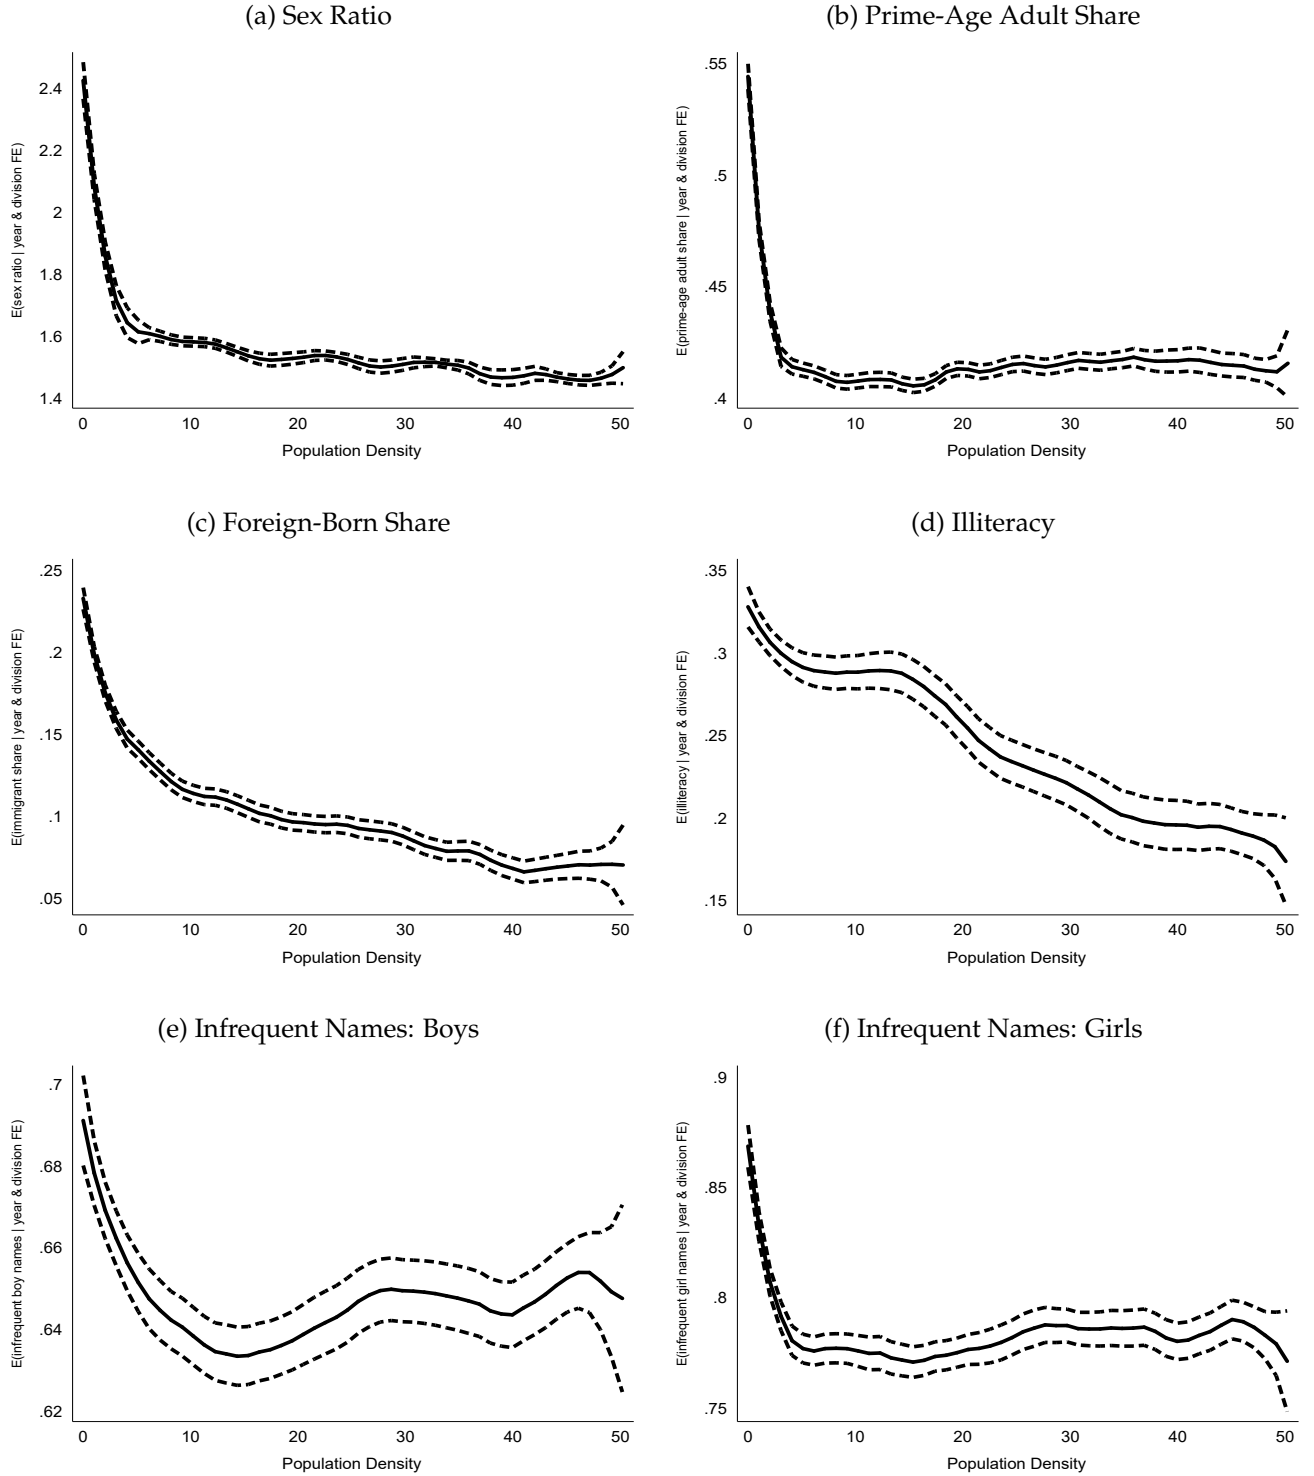 (a) Sex Ratio
E(sex ratio | year & division FE)
2.4
2.2
2
1.8
1.6
1.4
0 10 20 30 40 50
Population Density
(b) Prime-Age Adult Share
E(prime-age adult share | year & division FE)
.55
.5
.45
.4
0 10 20 30 40 50
Population Density
(c) Foreign-Born Share
E(immigrant share | year & division FE)
.25
.2
.15
.1
.05
0 10 20 30 40 50
Population Density
(d) Illiteracy
E(illiteracy | year & division FE)
.35
.3
.25
.2
.15
0 10 20 30 40 50
Population Density
(e) Infrequent Names: Boys
E(infrequent boy names | year & division FE)
.7
.68
.66
.64
.62
0 10 20 30 40 50
Population Density
(f) Infrequent Names: Girls
E(infrequent girl names | year & division FE)
.9
.85
.8
.75
0 10 20 30 40 50
Population Density